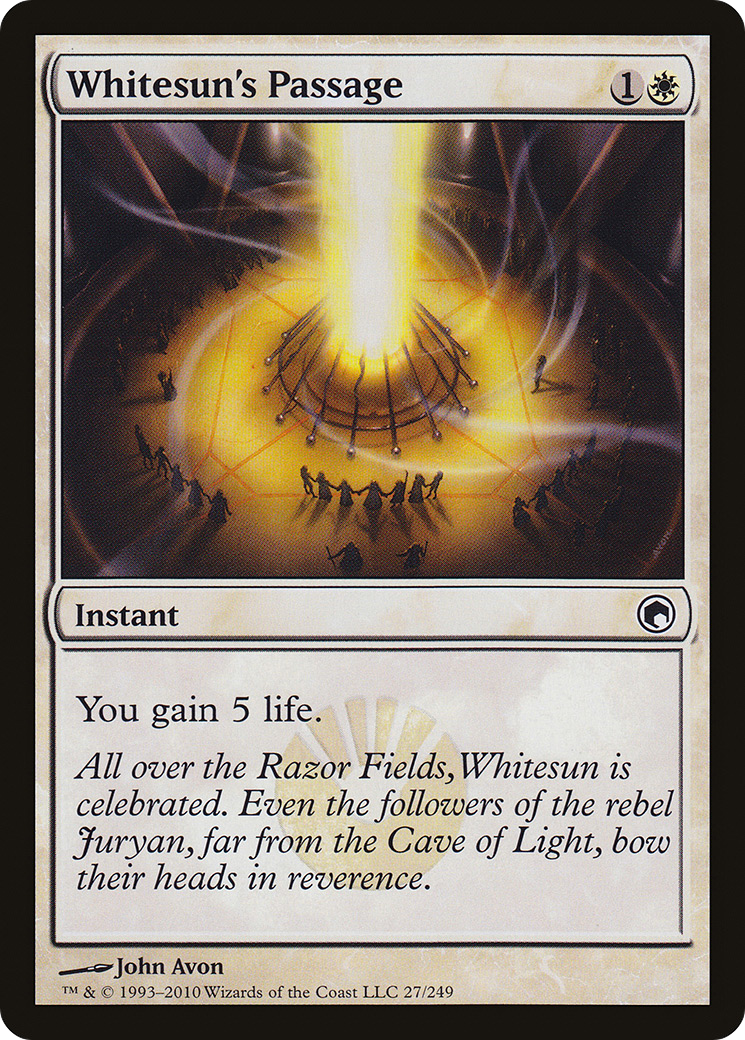 Whitesun's Passage 1
Instant
You gain 5 life.
All over the Razor Fields, Whitesun is
celebrated. Even the followers of the rebel
Juryan, far from the Cave of Light, bow
their heads in reverence.
John Avon
™ & © 1993–2010 Wizards of the Coast LLC 27/249
AVON